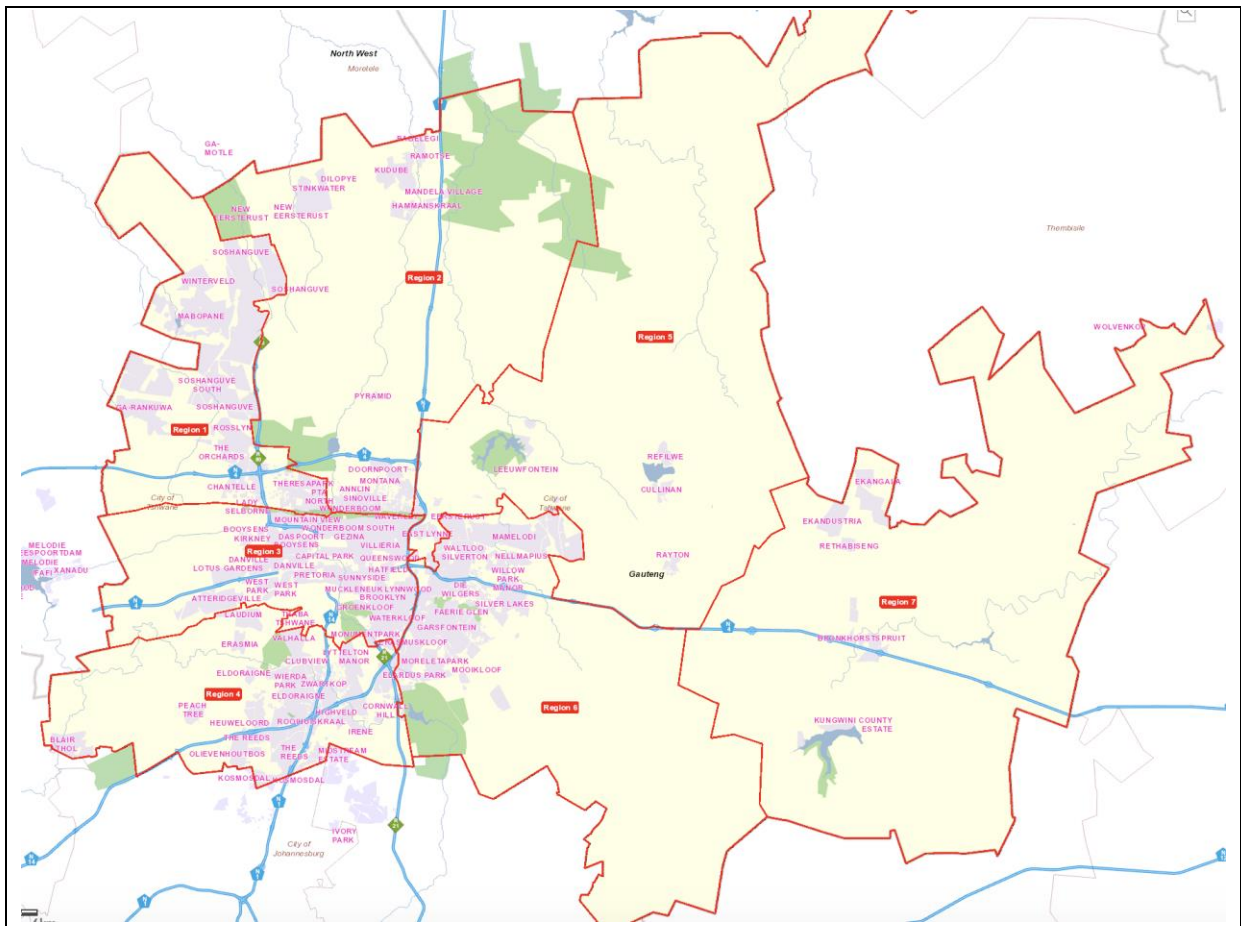 North West
Morelele
GA-
MOTLE
RAMOTSE
DILOPYE
KUDUBE
STINKWATER
MANDELA VILLAGE
HAMMANSKRAAL
NEW
EERSTERUST
NEW
EERSTERUST
Thembisile
SOSHANGUVE
Region 2
WINTERVELD
SOSHANGUVE
MABOPANE
Region 5
SOSHANGUVE
SOUTH
PYRAMID
GA-RANKUWA
SOSHANGUVE
Region 1
ROSSLYN
THE
ORCHARDS
REFILWE
LEEUWFONTEIN
DOORNPOORT
MONTANA
CHANTELLE
THERESAPARK
ANNLIN
PTA
NORTH
SINOVILLE
WONDERBOOM
CULLINAN
EKANGALA
City of
Tshwane
City of
Tshwane
LADY
SELBORNE
MOUNTAIN VIEW
EKANDUSTRIA
BOOYSENS
WONDERBOOM SOUTH
KIRKNEY
DASPOORT
GEZINA
EAST LYNNE
MAMELODI
BOOYSENS
VILLIERIA
RETHABISENG
MELODIE
Region 3
WALTLOO
SILVERTON
NELLMAPIUS
RAYTON
CAPITAL PARK
DANVILLE
DANVILLE
LOTUS GARDENS
MELODIE
XANADU
PRETORIA
SUNNYSIDE
HATFIELD
WILLOW
PARK
MANOR
Gauteng
WEST
PARK
WEST
PARK
MUCKLENEUK
LYNNWOOD
BROOKLYN
DIE
WILGERS
ATTERIDGEVILLE
GROENKLOOF
SILVER LAKES
Region 7
FAERIE GLEN
LAUDIUM
THABA
TSHWANE
WATERKLOOF
GARSFONTEIN
BRONKHORSTSPRUIT
VALHALLA
MONUMENTPARK
ERASMIA
LYTTELTON
MANOR
CLUBVIEW
MORELETAPARK
MOOIKLOOF
ELDORAIGNE
WIERDA
PARK
ZWARTKOP
ELARDUS PARK
Region 4
ELDORAIGNE
PEACH
TREE
HIGHVELD
CORNWALL
HILL
Region 6
HEUWELOORD
ROOIHUISKRAAL
IRENE
KUNGWINI COUNTY
ESTATE
BLAIR
ATHOL
THE REEDS
OLIEVENHOUTBOS
THE
REEDS
MIDSTREAM
ESTATE
KOSMOSDAL
KOSMOSDAL
IVORY
PARK
City of
Johannesburg